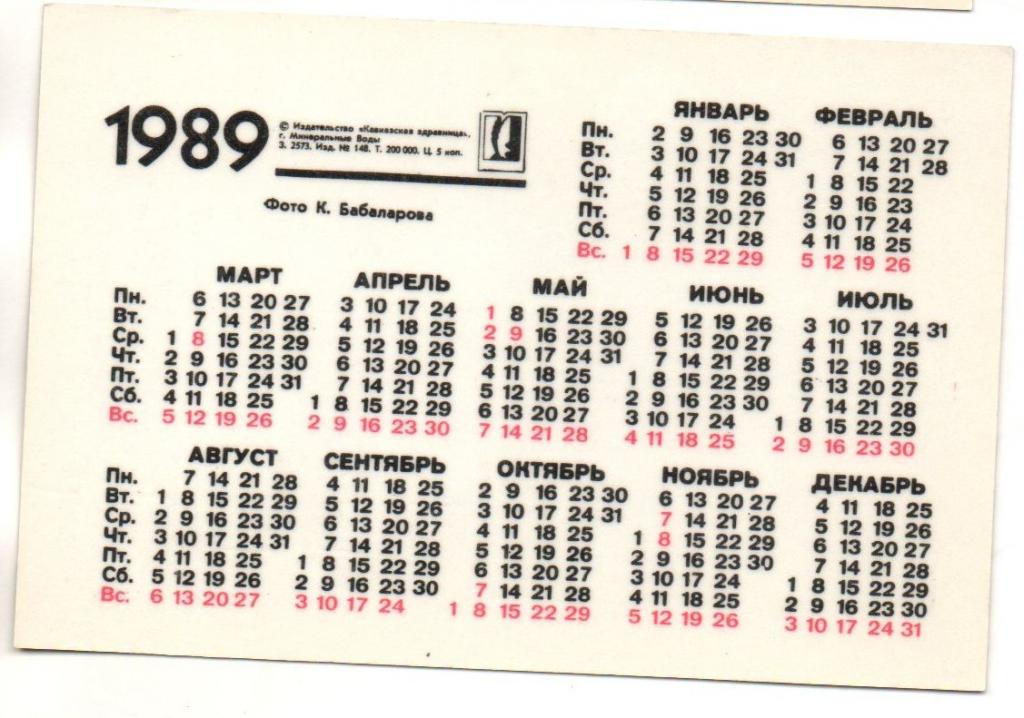 1989
© Издательство «Кавказская здравница»,
г. Минеральные Воды
З. 2573. Изд. № 148. Т. 200 000. Ц. 5 коп.
Фото К. Бабаларова
ЯНВАРЬ ФЕВРАЛЬ
Пн. 2 9 16 23 30 6 13 20 27
Вт. 3 10 17 24 31 7 14 21 28
Ср. 4 11 18 25 1 8 15 22
Чт. 5 12 19 26 2 9 16 23
Пт. 6 13 20 27 3 10 17 24
Сб. 7 14 21 28 4 11 18 25
Вс. 1 8 15 22 29 5 12 19 26
МАРТ АПРЕЛЬ МАЙ ИЮНЬ ИЮЛЬ
Пн. 6 13 20 27 3 10 17 24 1 8 15 22 29 5 12 19 26 3 10 17 24 31
Вт. 7 14 21 28 4 11 18 25 2 9 16 23 30 6 13 20 27 4 11 18 25
Ср. 1 8 15 22 29 5 12 19 26 3 10 17 24 31 7 14 21 28 5 12 19 26
Чт. 2 9 16 23 30 6 13 20 27 4 11 18 25 1 8 15 22 29 6 13 20 27
Пт. 3 10 17 24 31 7 14 21 28 5 12 19 26 2 9 16 23 30 7 14 21 28
Сб. 4 11 18 25 1 8 15 22 29 6 13 20 27 3 10 17 24 1 8 15 22 29
Вс. 5 12 19 26 2 9 16 23 30 7 14 21 28 4 11 18 25 2 9 16 23 30
АВГУСТ СЕНТЯБРЬ ОКТЯБРЬ НОЯБРЬ ДЕКАБРЬ
Пн. 7 14 21 28 4 11 18 25 2 9 16 23 30 6 13 20 27 4 11 18 25
Вт. 1 8 15 22 29 5 12 19 26 3 10 17 24 31 7 14 21 28 5 12 19 26
Ср. 2 9 16 23 30 6 13 20 27 4 11 18 25 1 8 15 22 29 6 13 20 27
Чт. 3 10 17 24 31 7 14 21 28 5 12 19 26 2 9 16 23 30 7 14 21 28
Пт. 4 11 18 25 1 8 15 22 29 6 13 20 27 3 10 17 24 1 8 15 22 29
Сб. 5 12 19 26 2 9 16 23 30 7 14 21 28 4 11 18 25 2 9 16 23 30
Вс. 6 13 20 27 3 10 17 24 1 8 15 22 29 5 12 19 26 3 10 17 24 31